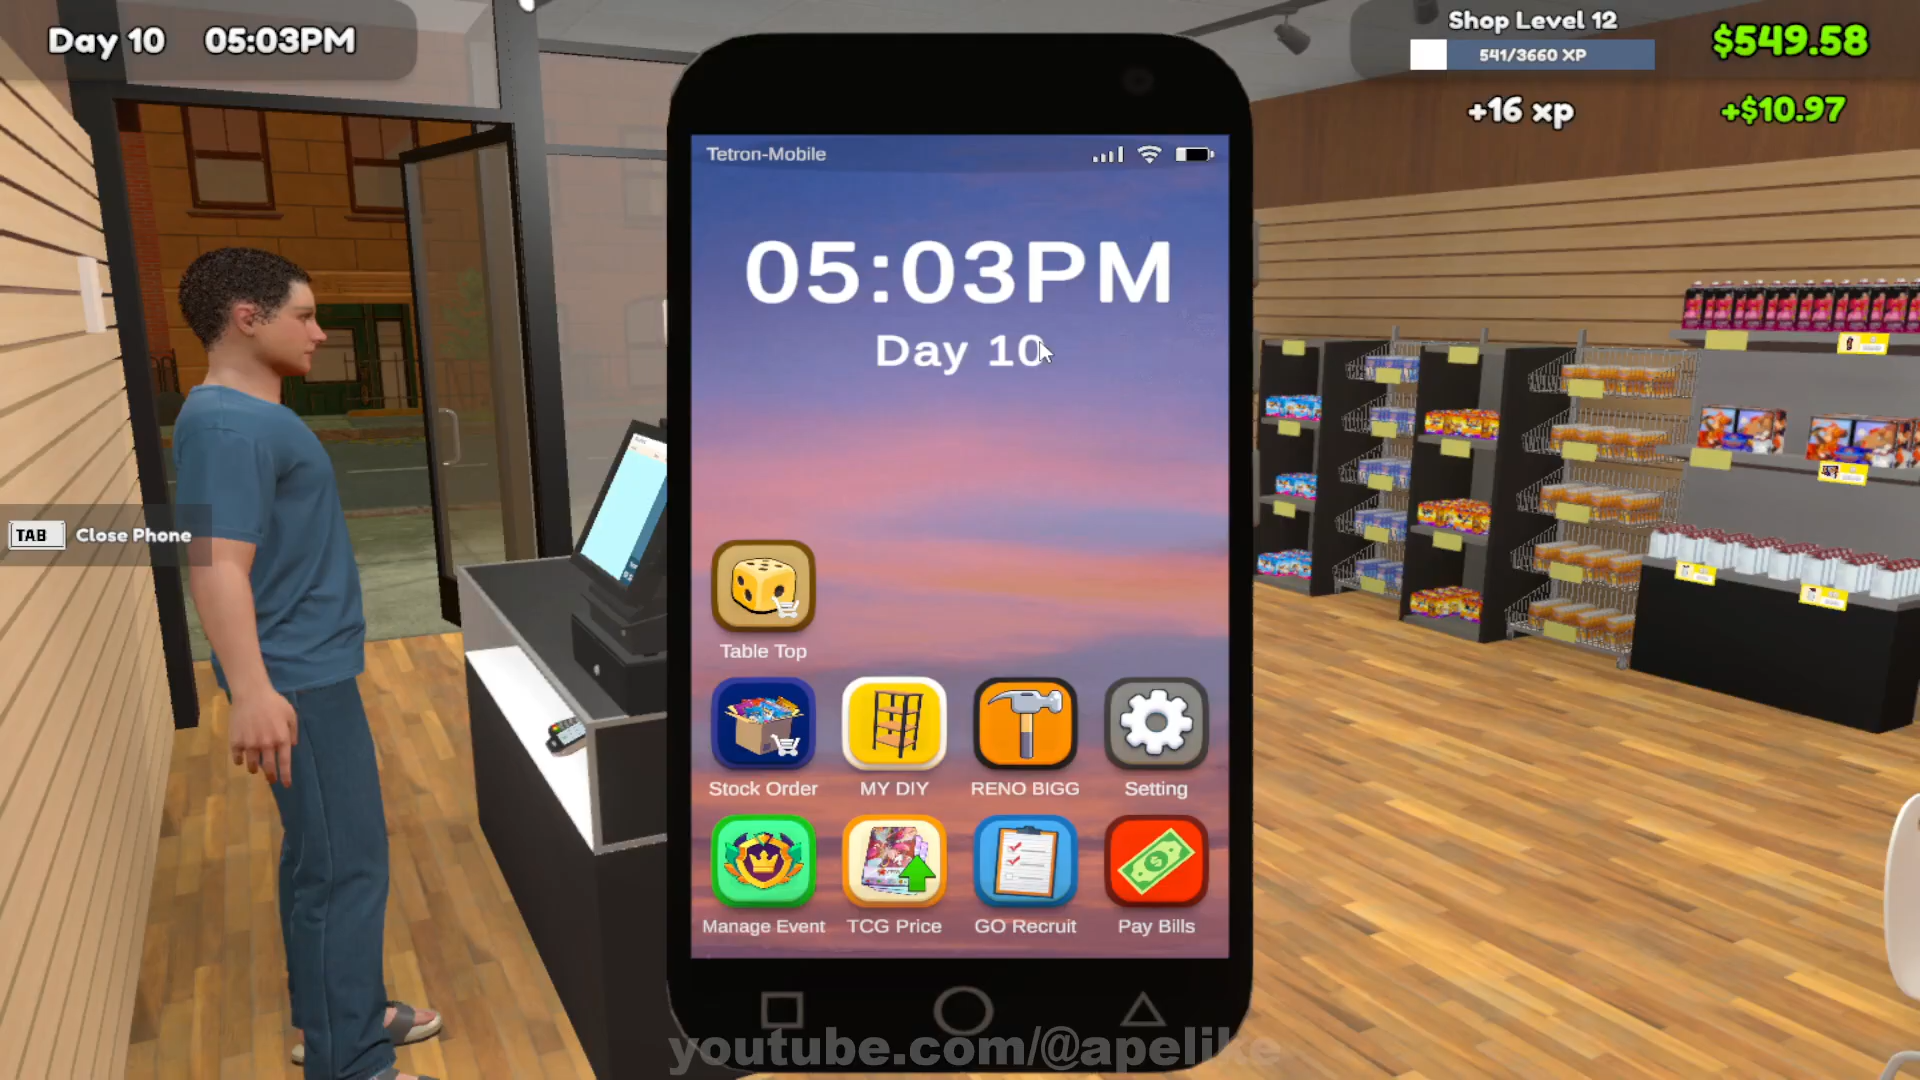 Day 10 05:03PM
Shop Level 12
541/3660 XP
$549.58
+16 xp
+$10.97
Tetron-Mobile
05:03PM
Day 10
TAB Close Phone
Table Top
Stock Order MY DIY RENO BIGG Setting
Manage Event TCG Price GO Recruit Pay Bills
youtube.com/@apelike